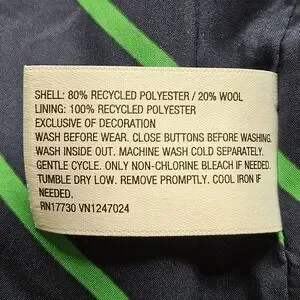 SHELL: 80% RECYCLED POLYESTER / 20% WOOL
LINING: 100% RECYCLED POLYESTER
EXCLUSIVE OF DECORATION
WASH BEFORE WEAR. CLOSE BUTTONS BEFORE WASHING.
WASH INSIDE OUT. MACHINE WASH COLD SEPARATELY.
GENTLE CYCLE. ONLY NON-CHLORINE BLEACH IF NEEDED.
TUMBLE DRY LOW. REMOVE PROMPTLY. COOL IRON IF
NEEDED.
RN17730 VN1247024